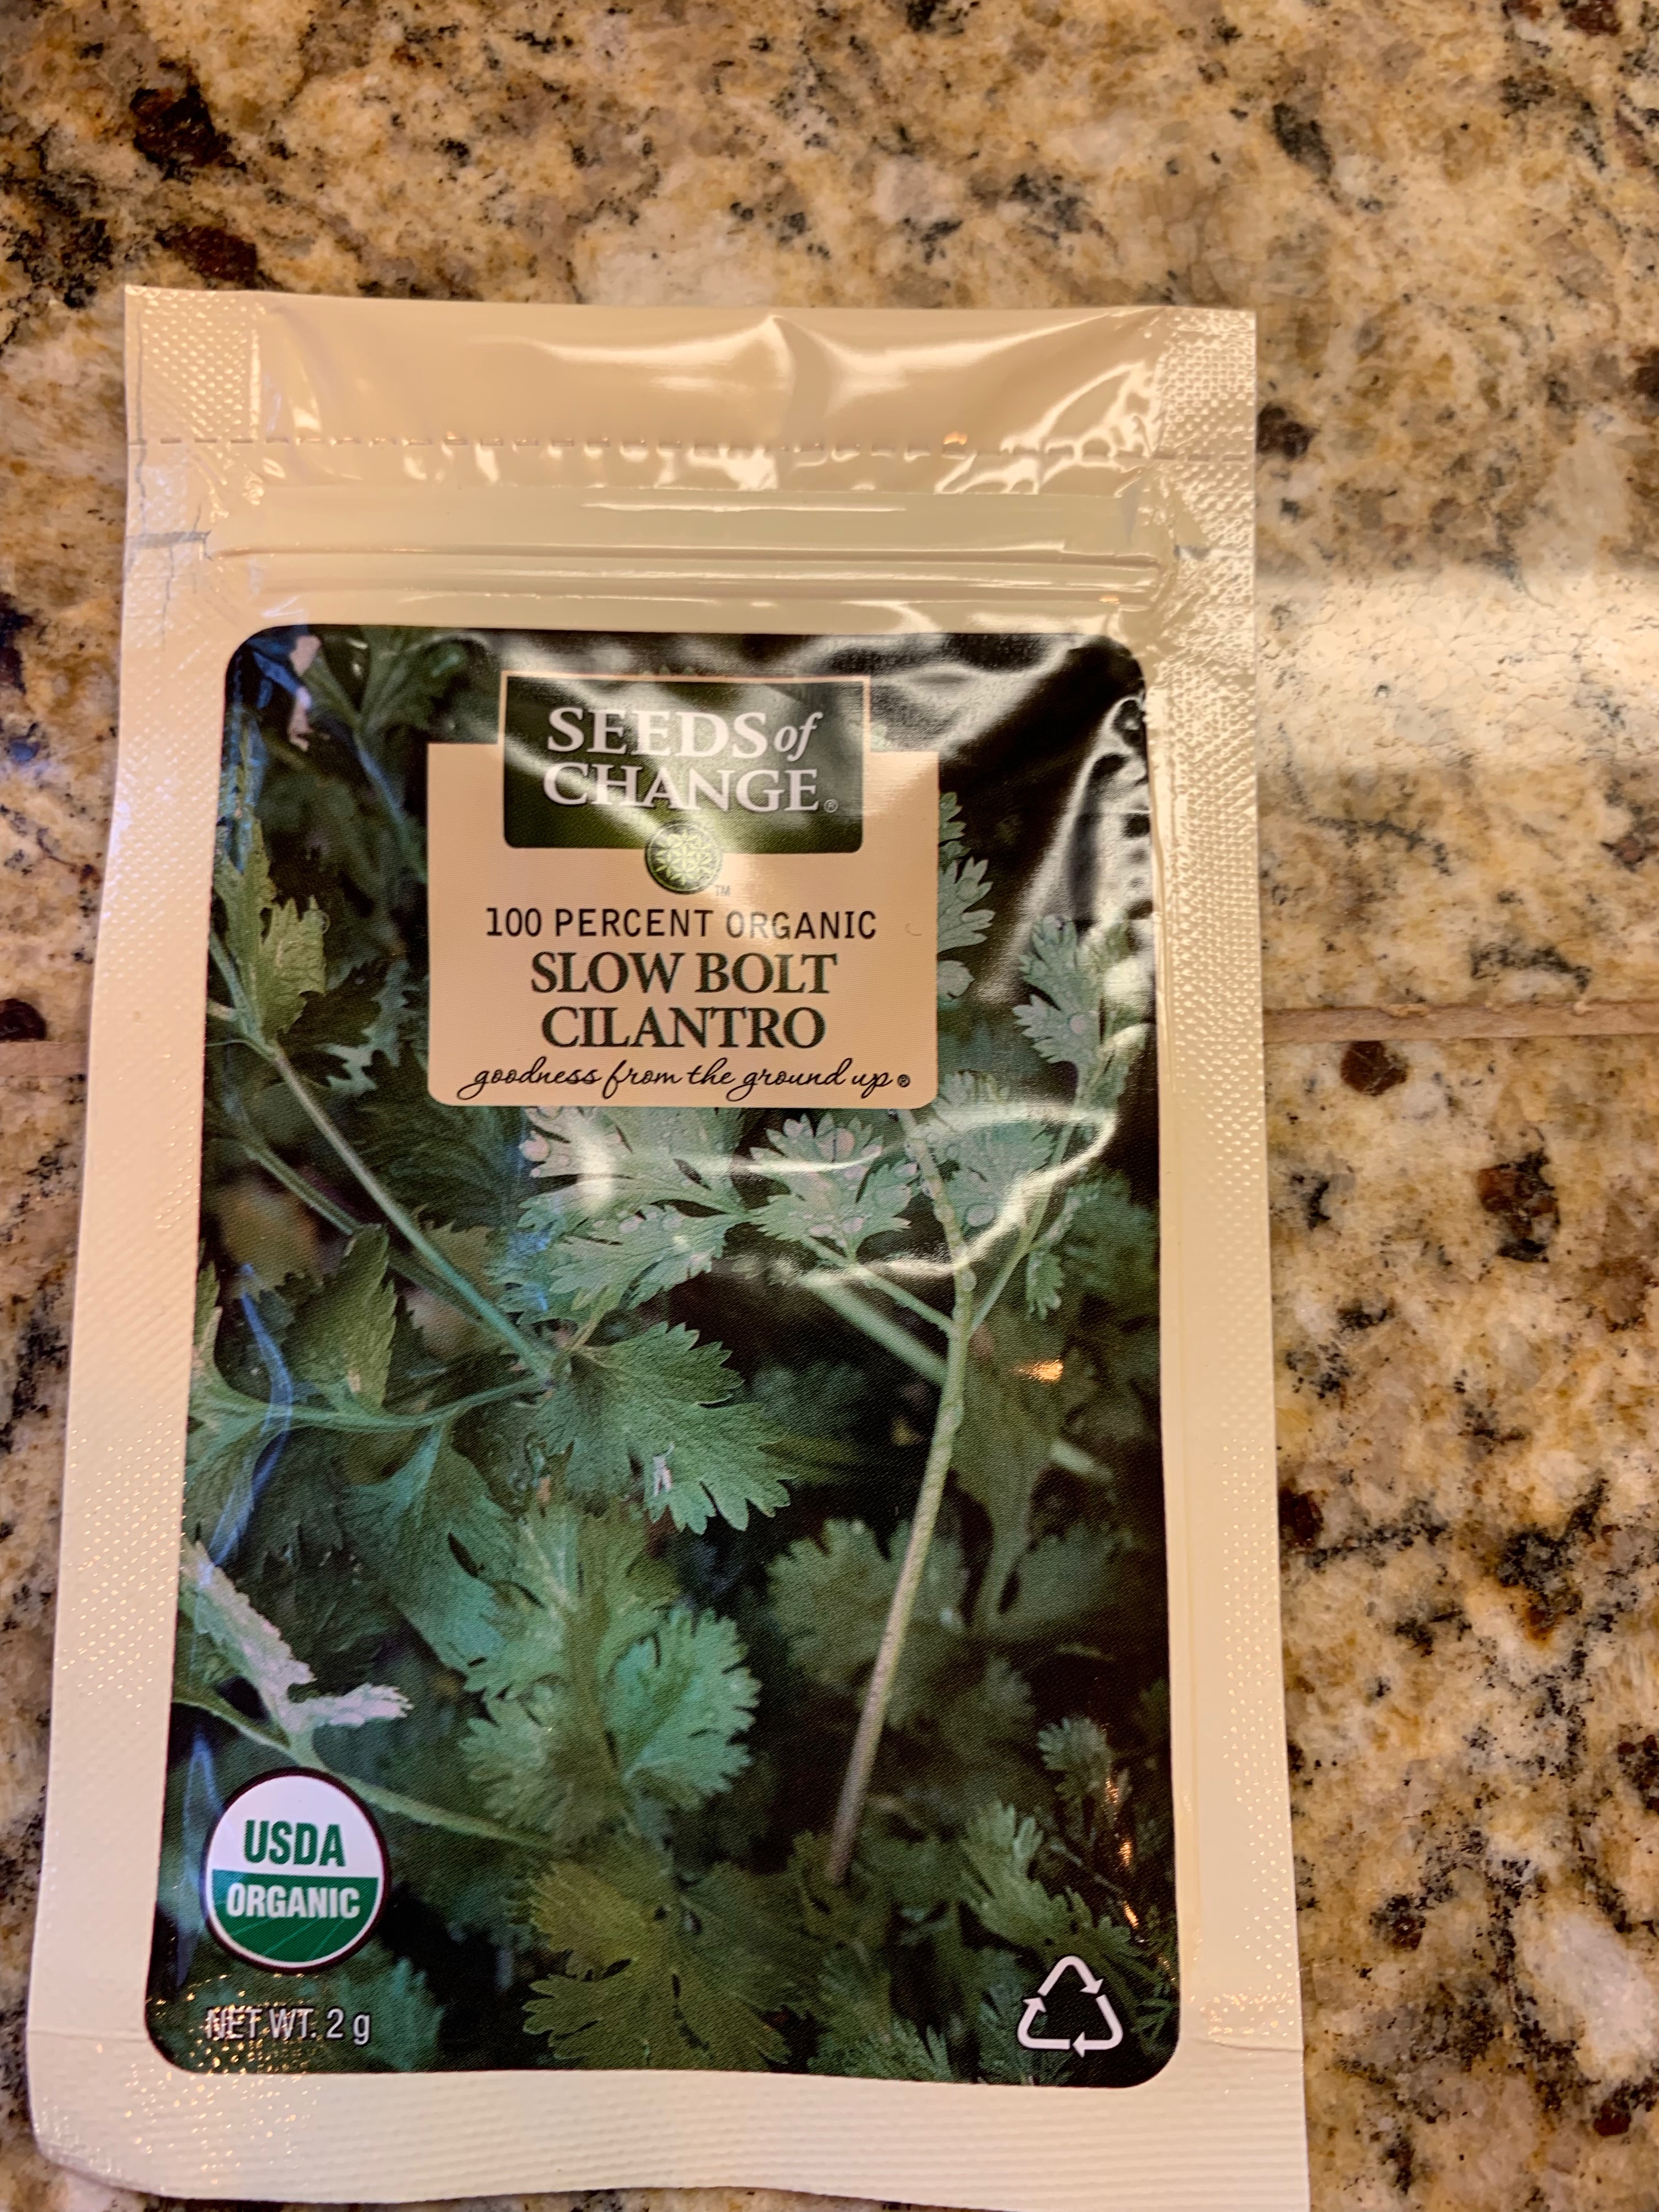 SEEDS of
CHANGE®
TM
100 PERCENT ORGANIC
SLOW BOLT
CILANTRO
goodness from the ground up®
USDA
ORGANIC
NET WT. 2 g